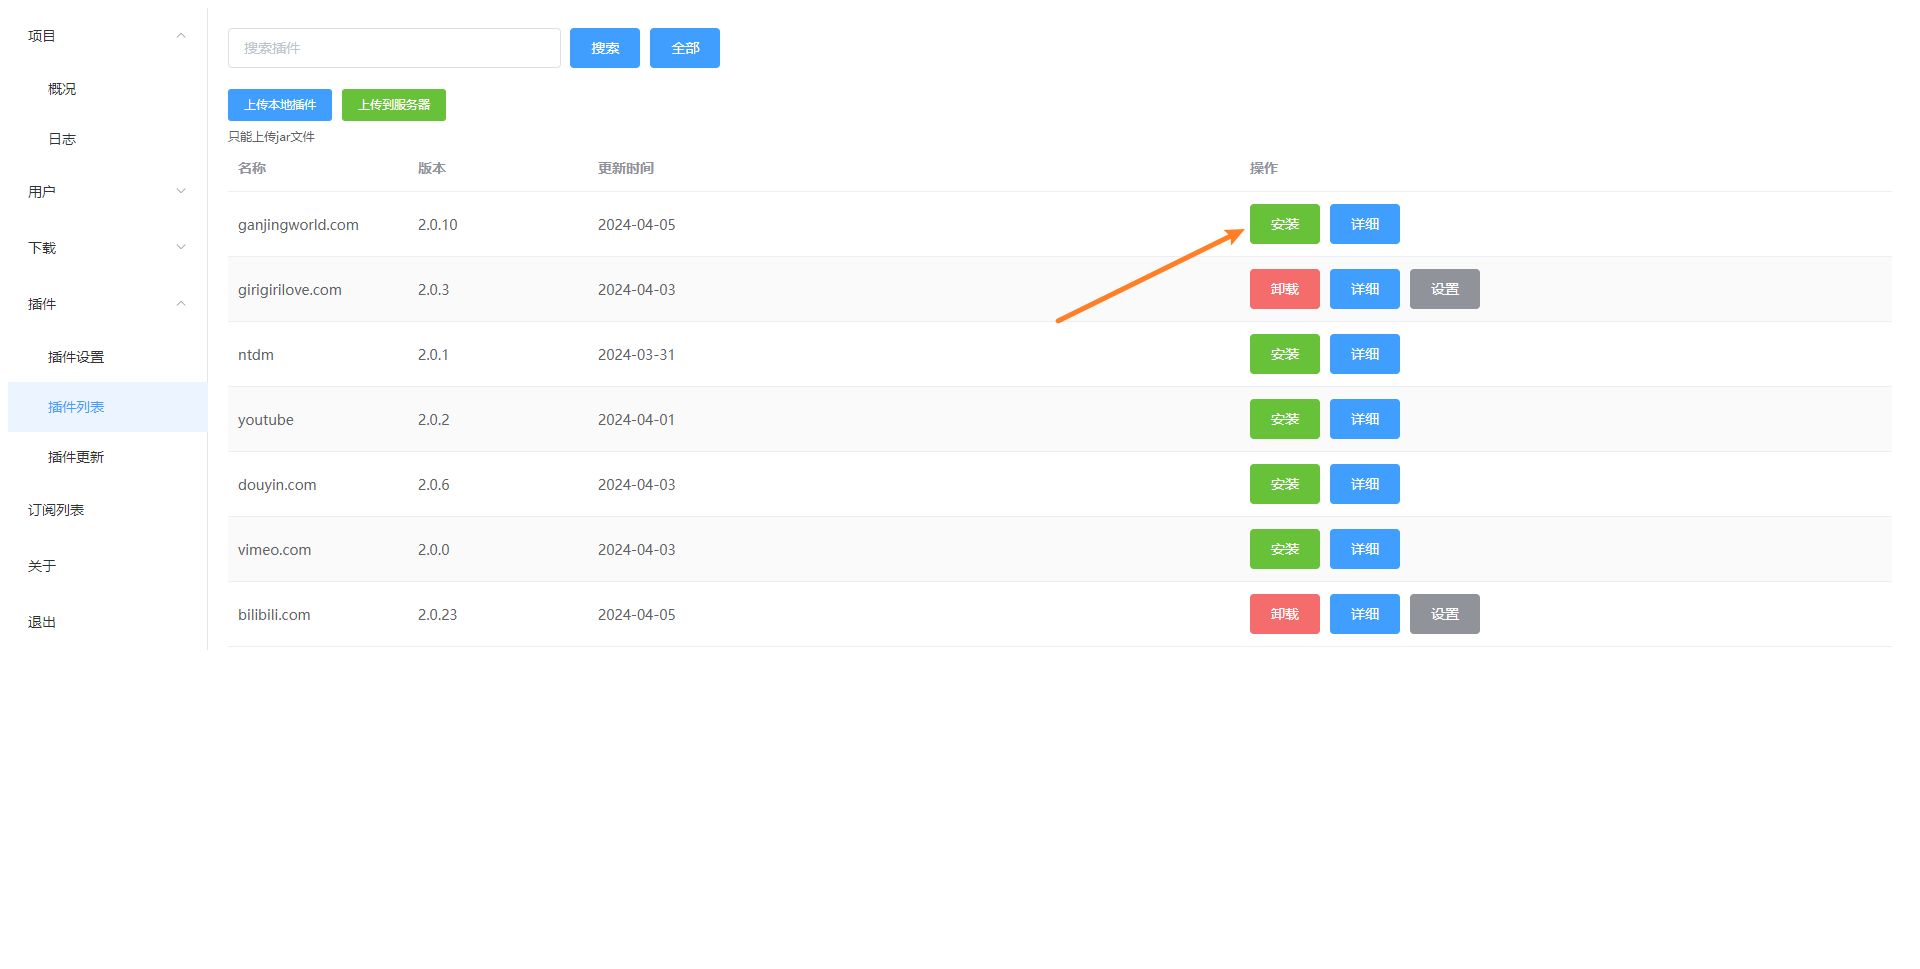 项目
概况
日志
用户
下载
插件
插件设置
插件列表
插件更新
订阅列表
关于
退出
搜索插件 搜索 全部
上传本地插件 上传到服务器
只能上传jar文件
名称 版本 更新时间 操作
ganjingworld.com 2.0.10 2024-04-05 安装 详细
girigirilove.com 2.0.3 2024-04-03 卸载 详细 设置
ntdm 2.0.1 2024-03-31 安装 详细
youtube 2.0.2 2024-04-01 安装 详细
douyin.com 2.0.6 2024-04-03 安装 详细
vimeo.com 2.0.0 2024-04-03 安装 详细
bilibili.com 2.0.23 2024-04-05 卸载 详细 设置